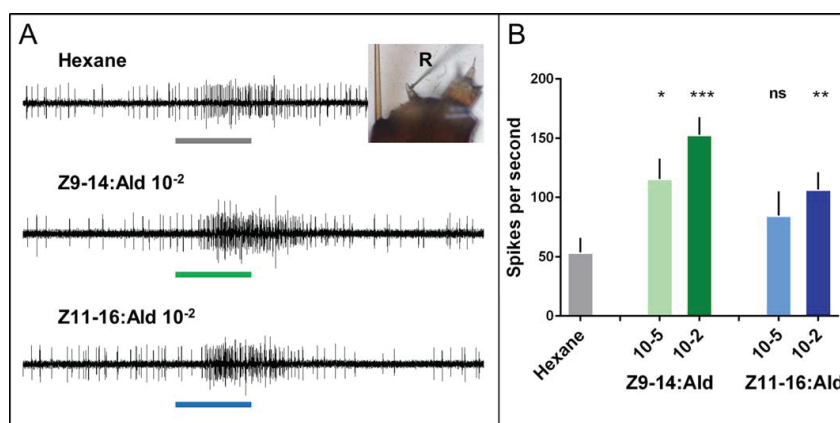 A
Hexane
R
Z9-14:Ald 10-2
Z11-16:Ald 10-2
B
Spikes per second
200
150
100
50
0
* *** ns **
Hexane 10-5 10-2 10-5 10-2
Z9-14:Ald Z11-16:Ald